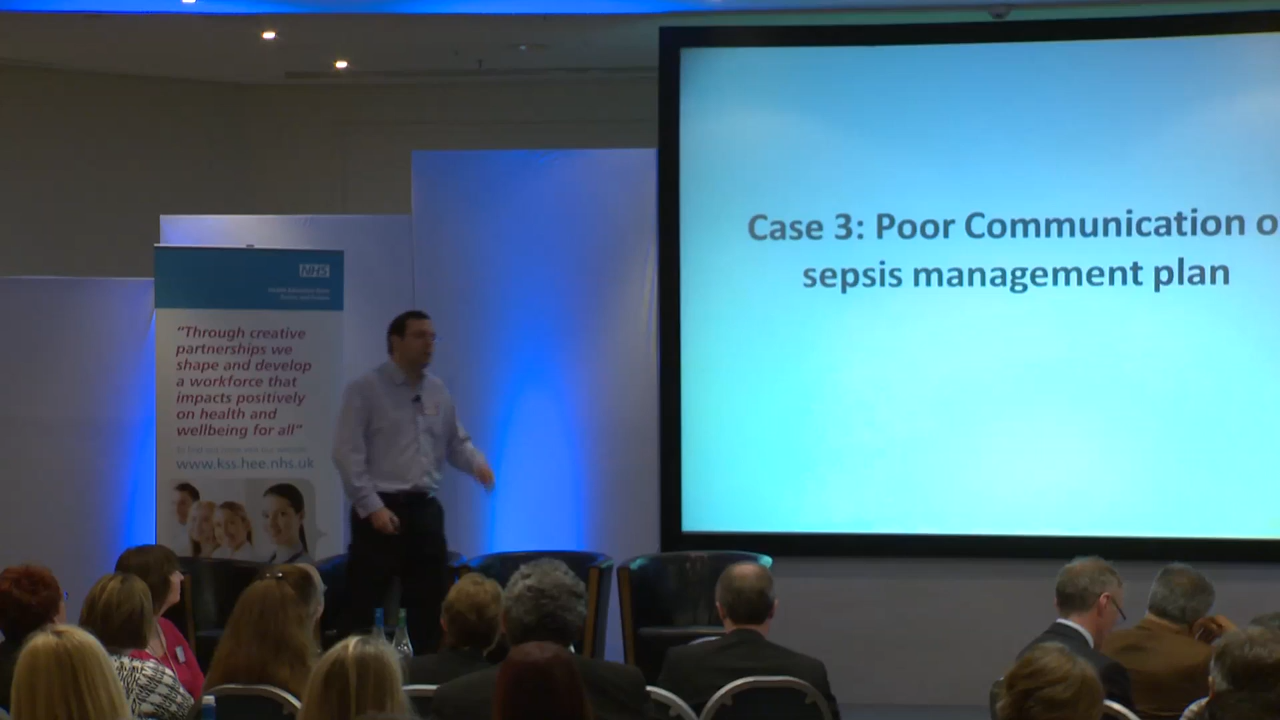 NHS
"Through creative
partnerships we
shape and develop
a workforce that
impacts positively
on health and
wellbeing for all"
www.kss.hee.nhs.uk
Case 3: Poor Communication o
sepsis management plan